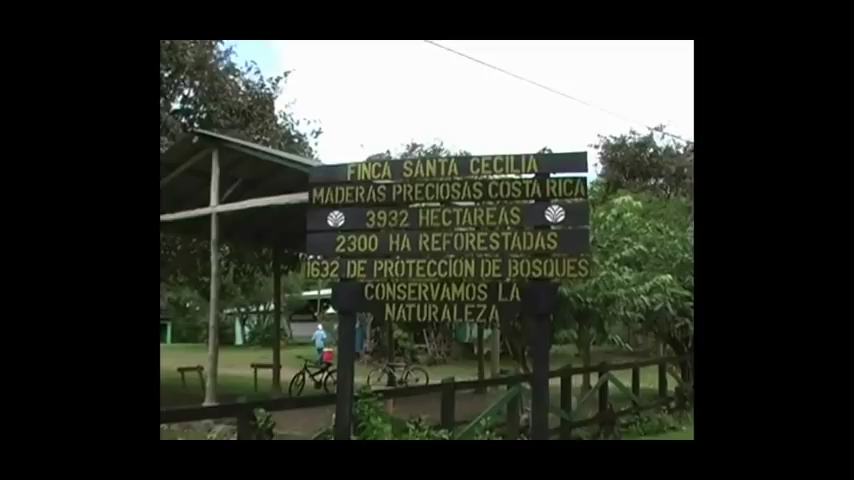 FINCA SANTA CECILIA
MADERAS PRECIOSAS COSTA RICA
3932 HECTAREAS
2300 HA REFORESTADAS
1632 DE PROTECCIÓN DE BOSQUES
CONSERVAMOS LA
NATURALEZA